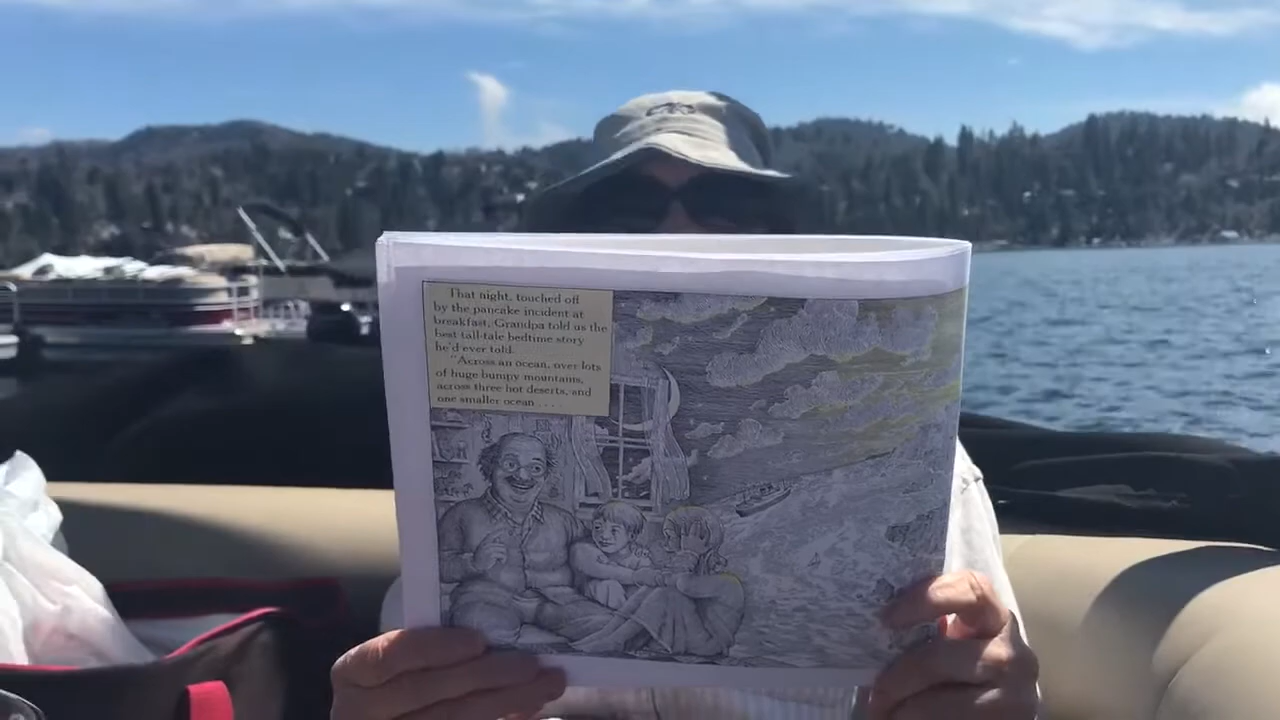 That night, touched off
by the pancake incident at
breakfast, Grandpa told us the
best tall-tale bedtime story
he'd ever told.
"Across an ocean, over lots
of huge bumpy mountains,
across three hot deserts, and
one smaller ocean . . . .